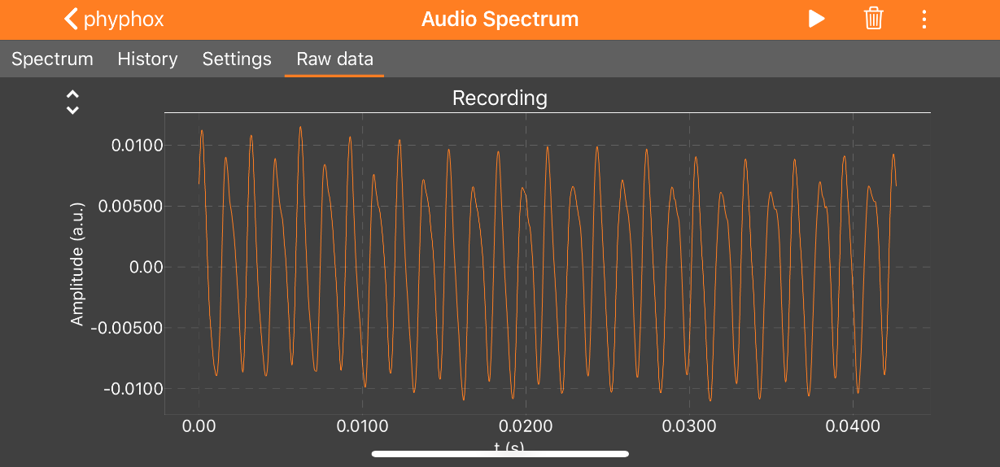 phyphox
Audio Spectrum
Spectrum History Settings Raw data
Recording
0.0100
0.00500
0.00
-0.00500
-0.0100
Amplitude (a.u.)
0.00 0.0100 0.0200 0.0300 0.0400
t (s)